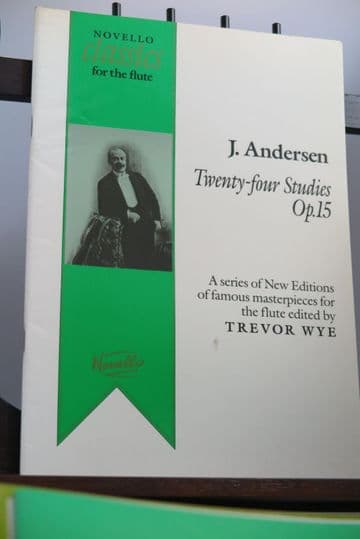 NOVELLO
classics
for the flute
J. Andersen
Twenty-four Studies
Op.15
A series of New Editions
of famous masterpieces for
the flute edited by
TREVOR WYE
Novello